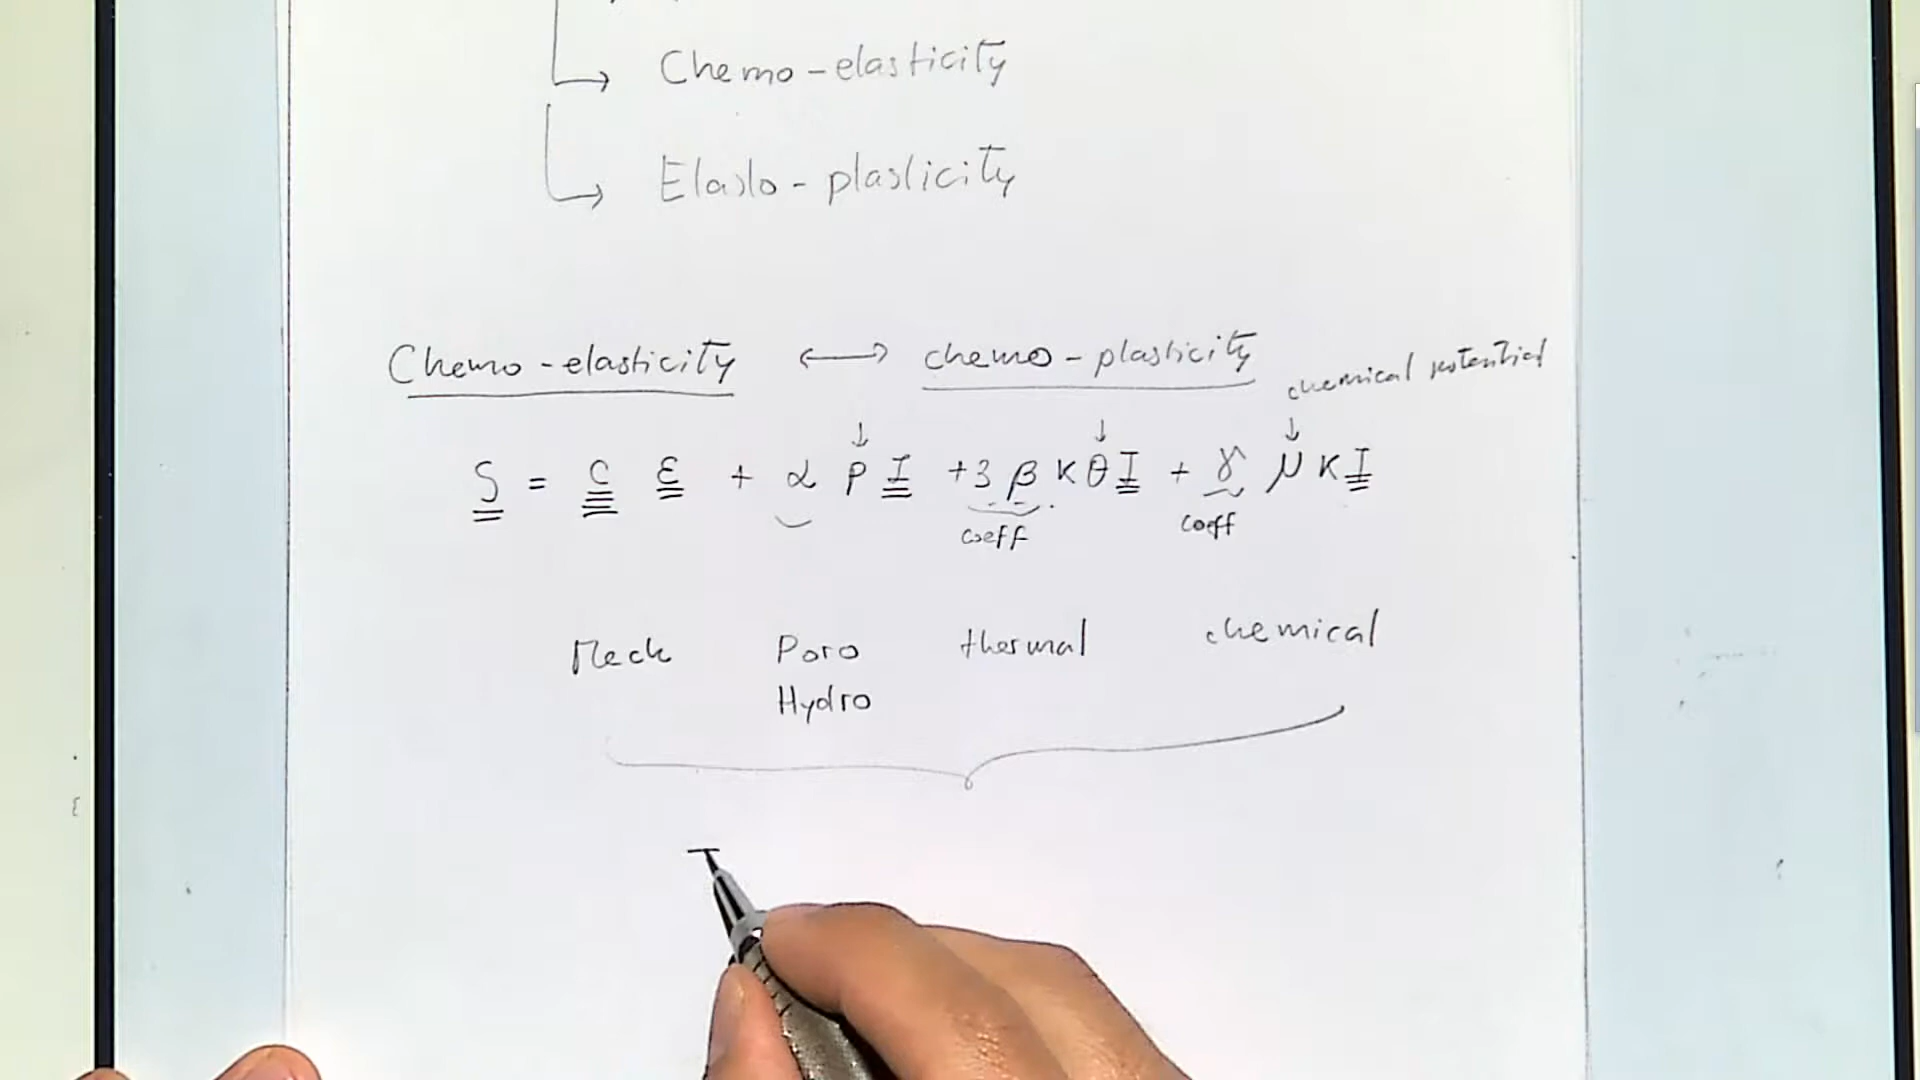 Chemo-elasticity
Elasto-plasticity
Chemo-elasticity ↔ chemo-plasticity
chemical potential
S = C ε + α P I + 3 β K θ I + γ μ K I
coeff coeff
Mech Poro thermal chemical
Hydro